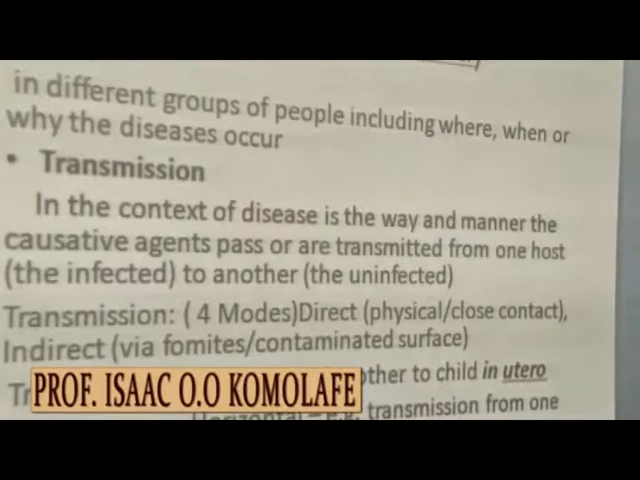 in different groups of people including where, when or
why the diseases occur
• Transmission
In the context of disease is the way and manner the
causative agents pass or are transmitted from one host
(the infected) to another (the uninfected)
Transmission: ( 4 Modes)Direct (physical/close contact),
Indirect (via fomites/contaminated surface)
to child in utero
Horizontal – e.g. transmission from one
PROF. ISAAC O.O KOMOLAFE